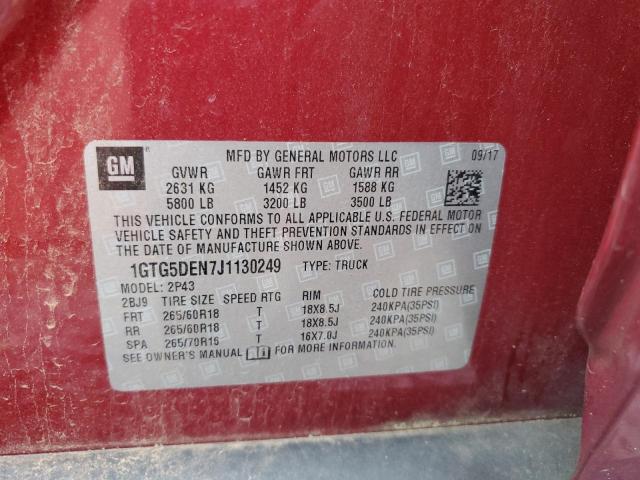 GM ®
MFD BY GENERAL MOTORS LLC 09/17
GVWR GAWR FRT GAWR RR
2631 KG 1452 KG 1588 KG
5800 LB 3200 LB 3500 LB
THIS VEHICLE CONFORMS TO ALL APPLICABLE U.S. FEDERAL MOTOR
VEHICLE SAFETY AND THEFT PREVENTION STANDARDS IN EFFECT ON
THE DATE OF MANUFACTURE SHOWN ABOVE.
1GTG5DEN7J1130249 TYPE: TRUCK
MODEL: 2P43
2BJ9 TIRE SIZE SPEED RTG RIM COLD TIRE PRESSURE
FRT 265/60R18 T 18X8.5J 240KPA(35PSI)
RR 265/60R18 T 18X8.5J 240KPA(35PSI)
SPA 265/70R16 T 16X7.0J 240KPA(35PSI)
SEE OWNER'S MANUAL FOR MORE INFORMATION.